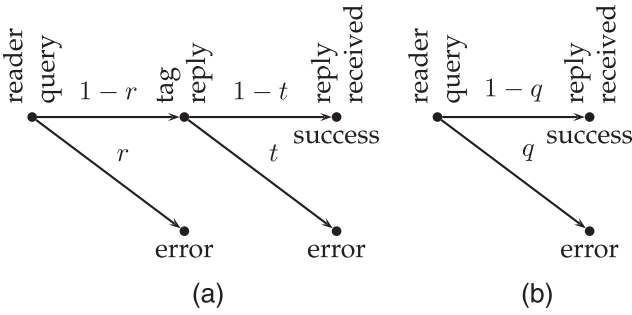 reader
query
1 − r
tag
reply
1 − t
reply
received
success
r
t
error
error
(a)
reader
query
1 − q
reply
received
success
q
error
(b)